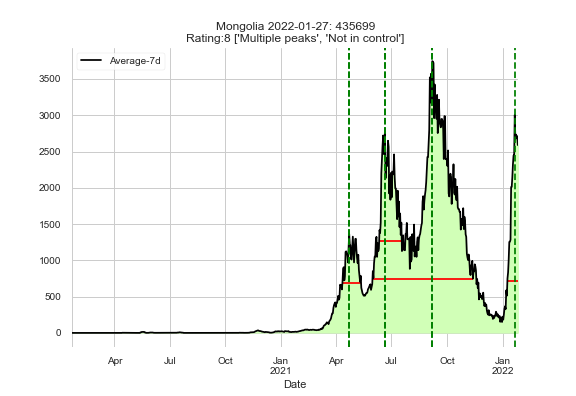 Mongolia 2022-01-27: 435699
Rating:8 ['Multiple peaks', 'Not in control']
Average-7d
3500
3000
2500
2000
1500
1000
500
0
Apr Jul Oct Jan Apr Jul Oct Jan
2021 2022
Date